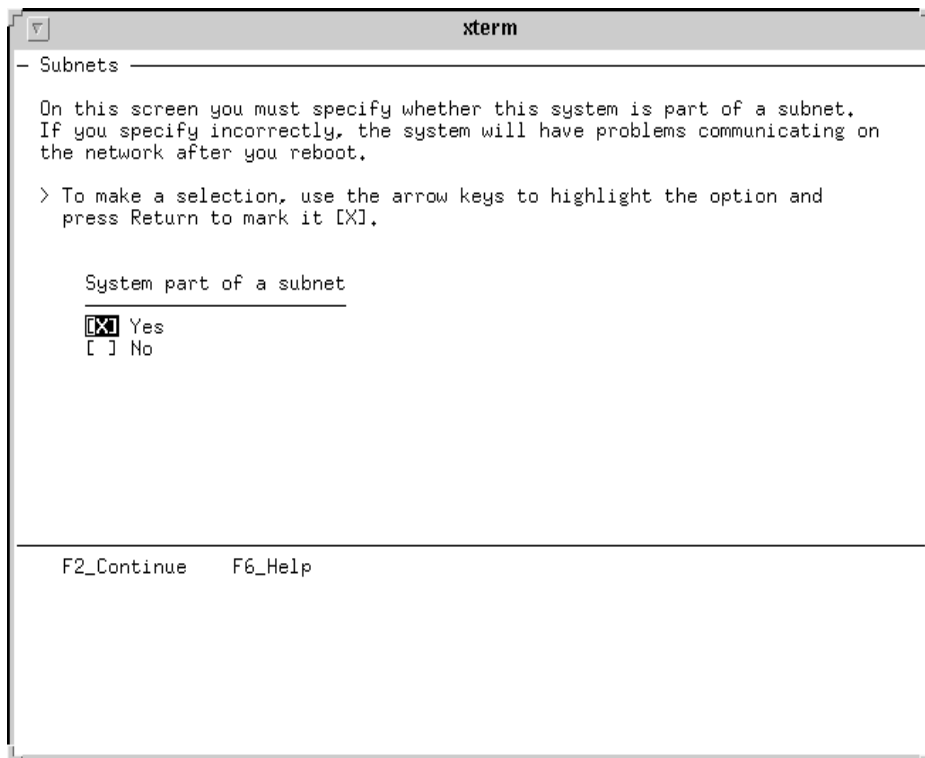 xterm
Subnets
On this screen you must specify whether this system is part of a subnet.
If you specify incorrectly, the system will have problems communicating on
the network after you reboot.
> To make a selection, use the arrow keys to highlight the option and
press Return to mark it [X].
System part of a subnet
[X] Yes
[ ] No
F2_Continue F6_Help